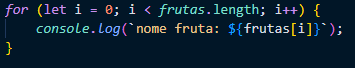 for (let i = 0; i < frutas.length; i++) {
    console.log(`nome fruta: ${frutas[i]}`);
}